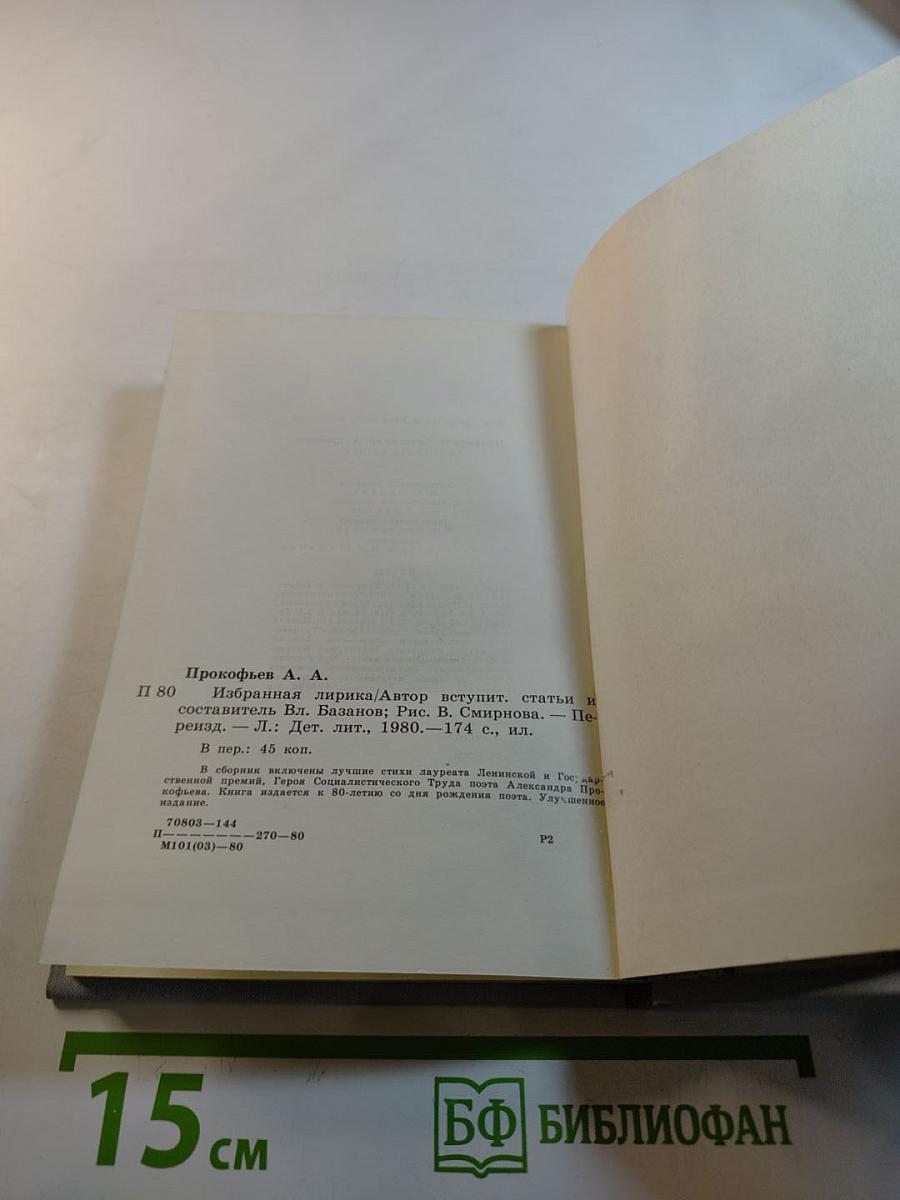 Прокофьев А. А.
П 80 Избранная лирика/Автор вступит. статьи и
составитель Вл. Базанов; Рис. В. Смирнова. — Пе-
реизд. — Л.: Дет. лит., 1980.—174 с., ил.
В пер.: 45 коп.
В сборник включены лучшие стихи лауреата Ленинской и Государ-
ственной премий, Героя Социалистического Труда поэта Александра Про-
кофьева. Книга издается к 80-летию со дня рождения поэта. Улучшенное
издание.
70803—144
П— — — — — — —270—80
М101(03)—80
Р2
15 см
БФ БИБЛИОФАН